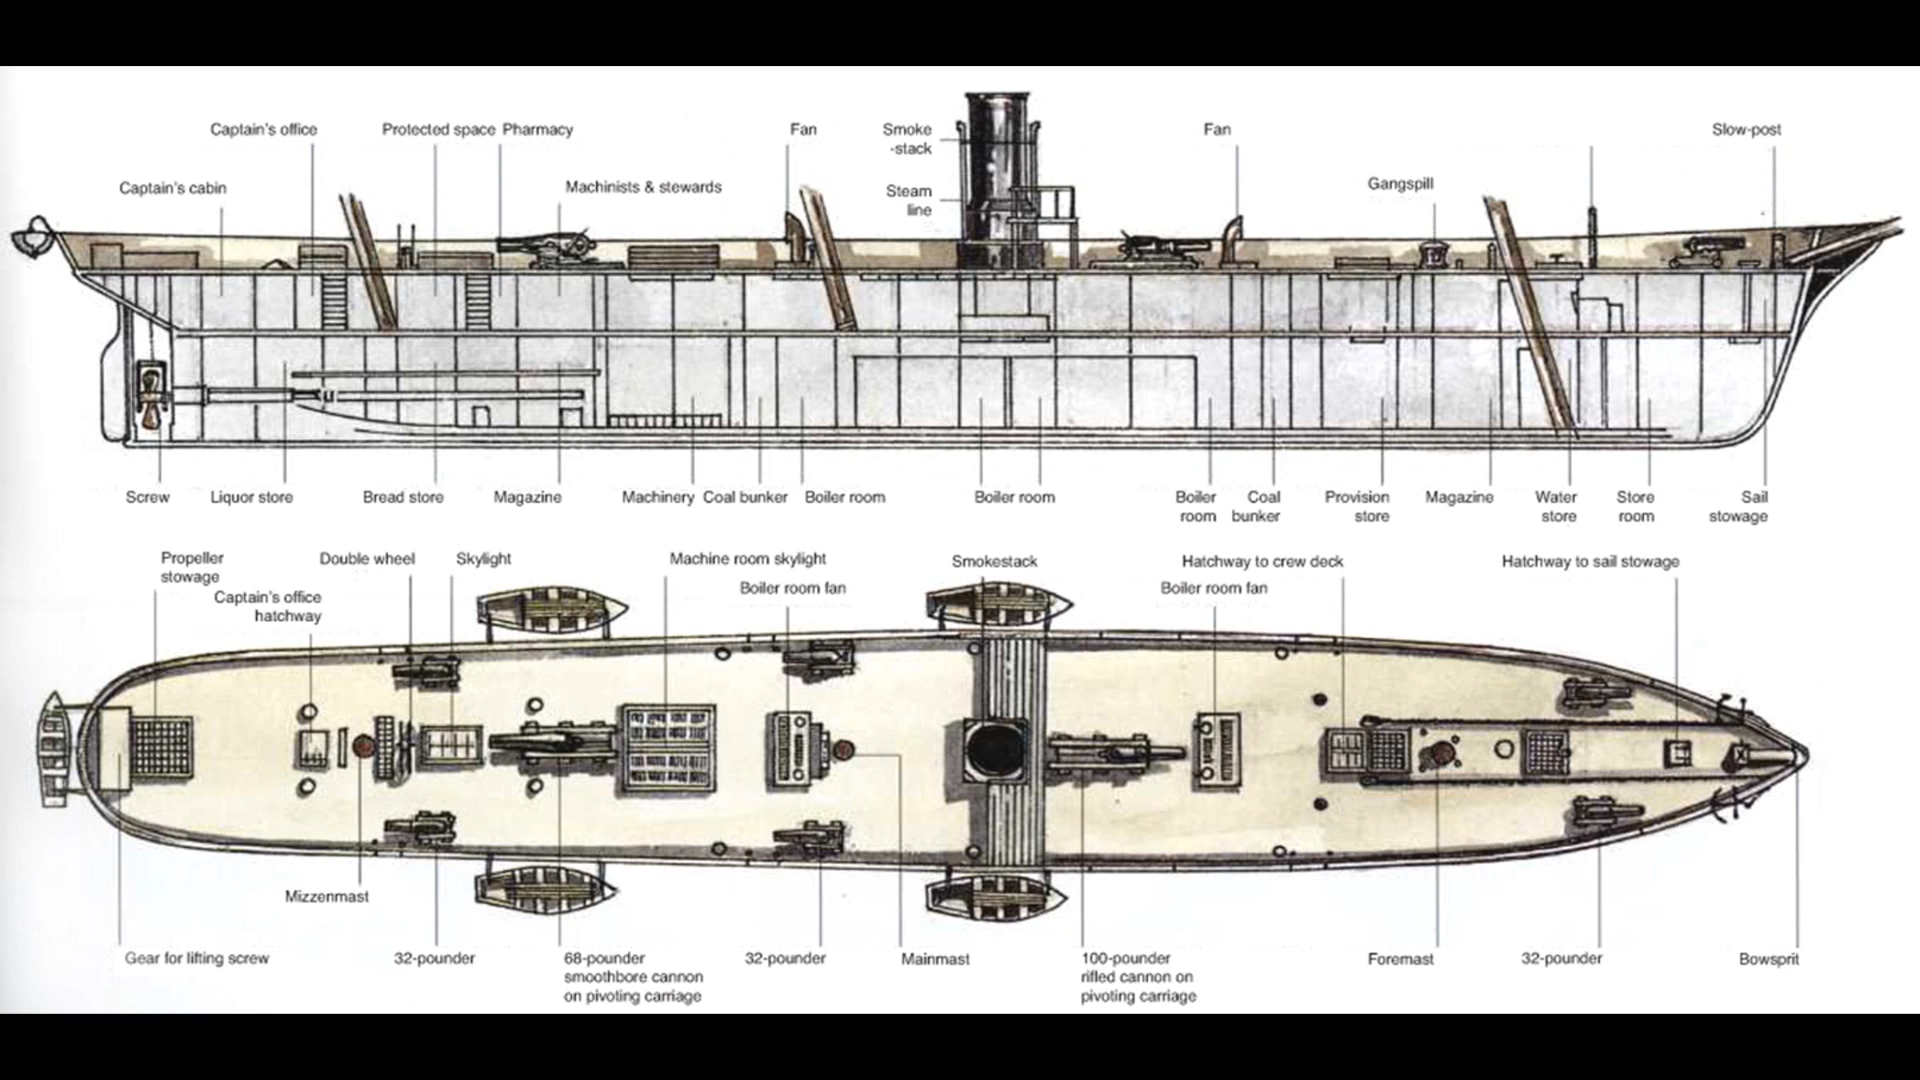 Captain's office
Protected space
Pharmacy
Fan
Smoke
-stack
Fan
Slow-post
Captain's cabin
Machinists & stewards
Steam
line
Gangspill
Screw
Liquor store
Bread store
Magazine
Machinery
Coal bunker
Boiler room
Boiler room
Boiler
room
Coal
bunker
Provision
store
Magazine
Water
store
Store
room
Sail
stowage
Propeller
stowage
Double wheel
Skylight
Machine room skylight
Smokestack
Hatchway to crew deck
Hatchway to sail stowage
Captain's office
hatchway
Boiler room fan
Boiler room fan
Mizzenmast
Gear for lifting screw
32-pounder
68-pounder
smoothbore cannon
on pivoting carriage
32-pounder
Mainmast
100-pounder
rifled cannon on
pivoting carriage
Foremast
32-pounder
Bowsprit